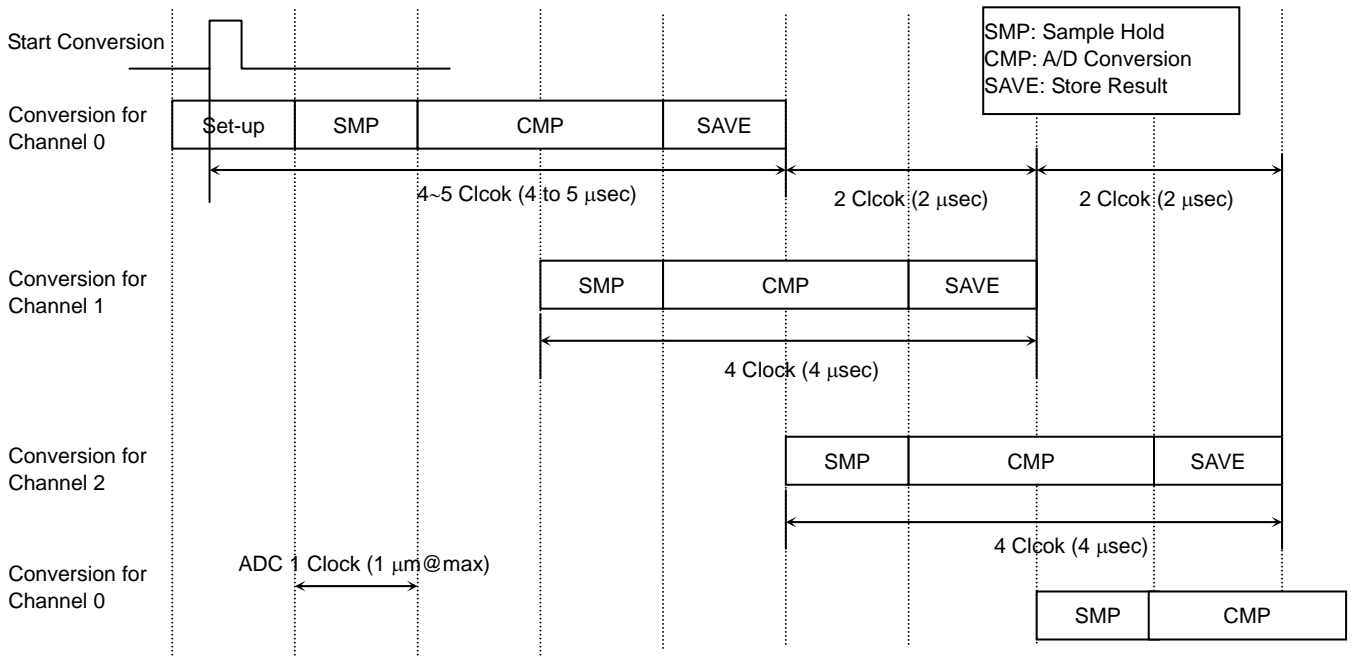 Start Conversion
SMP: Sample Hold
CMP: A/D Conversion
SAVE: Store Result
Conversion for
Channel 0
Set-up
SMP
CMP
SAVE
4~5 Clcok (4 to 5 μsec)
2 Clcok (2 μsec)
2 Clcok (2 μsec)
Conversion for
Channel 1
SMP
CMP
SAVE
4 Clock (4 μsec)
Conversion for
Channel 2
SMP
CMP
SAVE
4 Clcok (4 μsec)
ADC 1 Clock (1 μm@max)
Conversion for
Channel 0
SMP
CMP